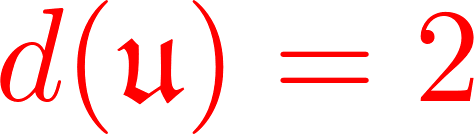 d(𝔲) = 2